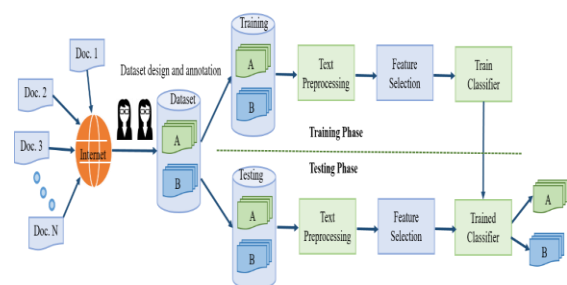 Doc. 1
Doc. 2
Doc. 3
Doc. N
Internet
Dataset design and annotation
Dataset
A
B
Training
A
B
Text
Preprocessing
Feature
Selection
Train
Classifier
Training Phase
Testing Phase
Testing
A
B
Text
Preprocessing
Feature
Selection
Trained
Classifier
A
B